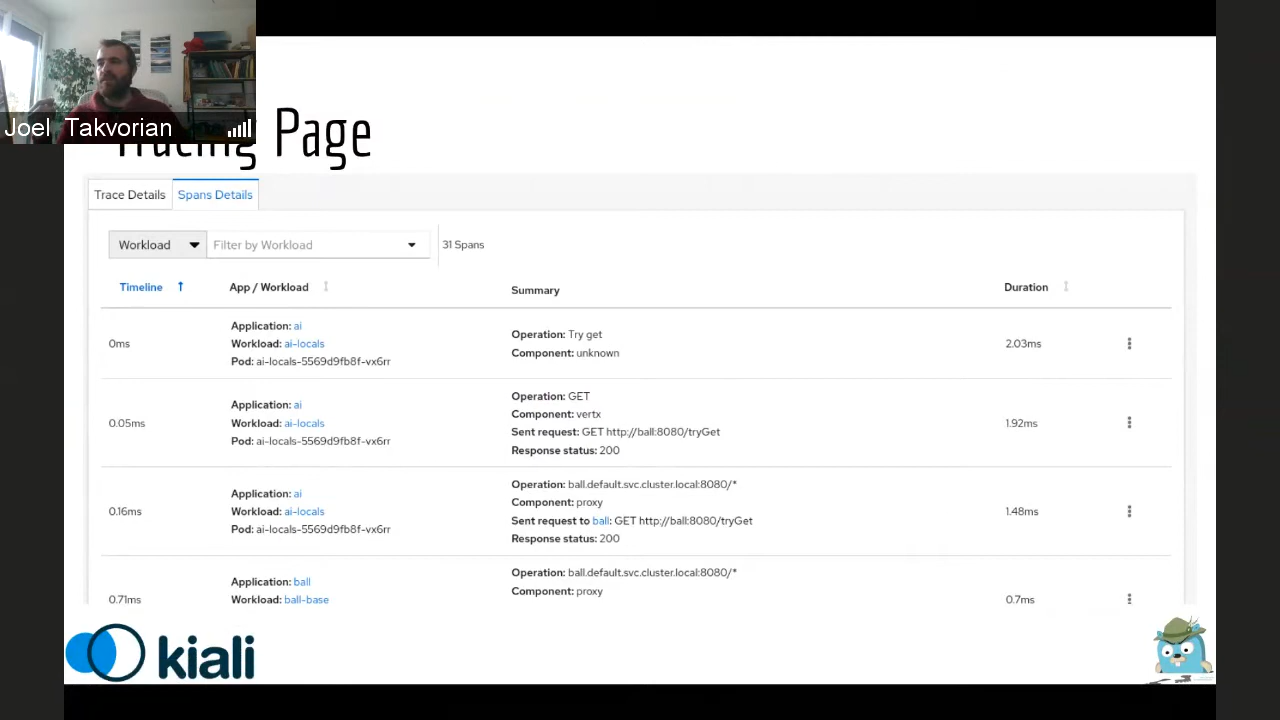 Joel Takvorian
Tracing Page
Trace Details
Spans Details
Workload
Filter by Workload
31 Spans
Timeline
App / Workload
Summary
Duration
0ms
Application: ai
Workload: ai-locals
Pod: ai-locals-5569d9fb8f-vx6rr
Operation: Try get
Component: unknown
2.03ms
0.05ms
Application: ai
Workload: ai-locals
Pod: ai-locals-5569d9fb8f-vx6rr
Operation: GET
Component: vertx
Sent request: GET http://ball:8080/tryGet
Response status: 200
1.92ms
0.16ms
Application: ai
Workload: ai-locals
Pod: ai-locals-5569d9fb8f-vx6rr
Operation: ball.default.svc.cluster.local:8080/*
Component: proxy
Sent request to ball: GET http://ball:8080/tryGet
Response status: 200
1.48ms
0.71ms
Application: ball
Workload: ball-base
Operation: ball.default.svc.cluster.local:8080/*
Component: proxy
0.7ms
kiali